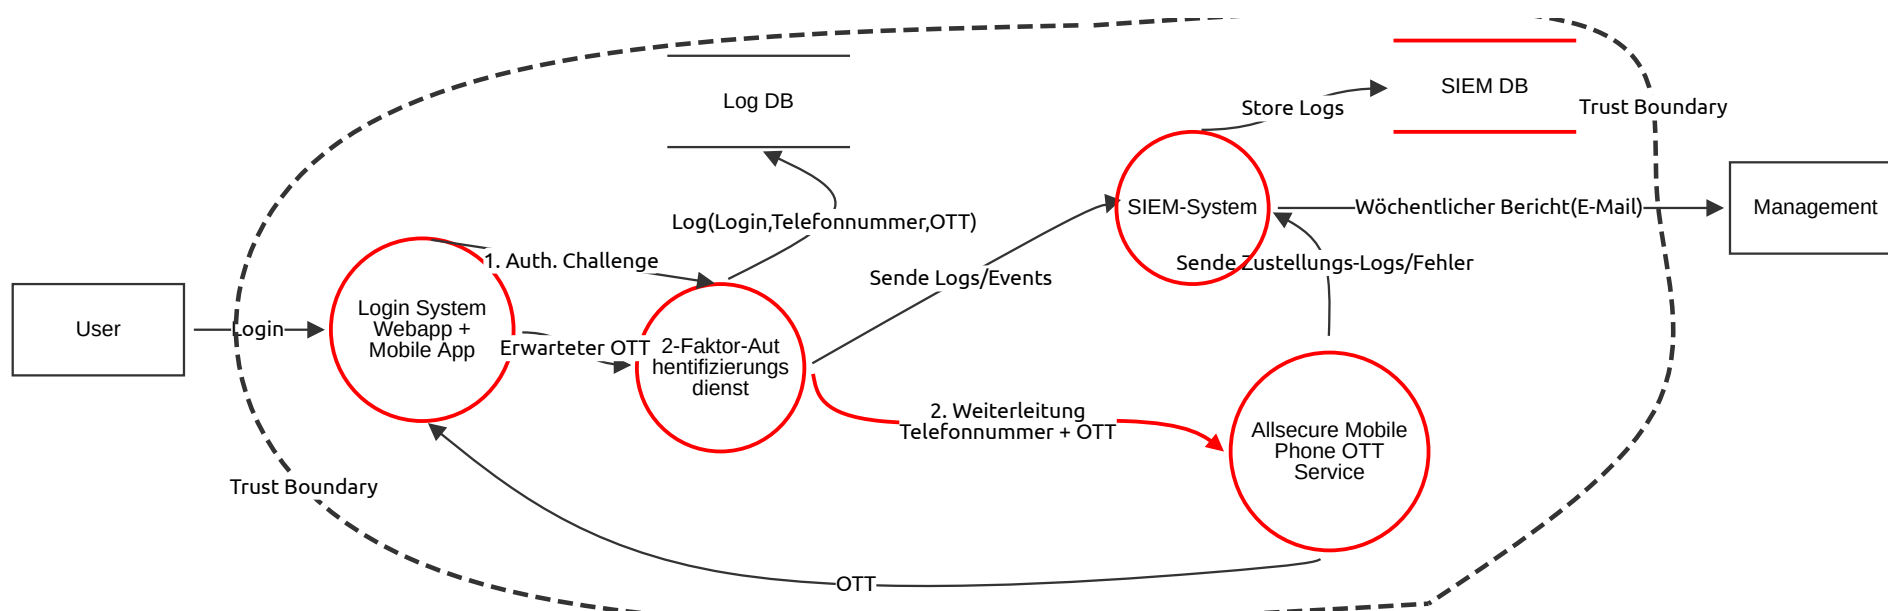 SIEM DB
Log DB
Store Logs
Trust Boundary
SIEM-System
Wöchentlicher Bericht(E-Mail)
Management
Log(Login,Telefonnummer,OTT)
1. Auth. Challenge
Sende Logs/Events
Sende Zustellungs-Logs/Fehler
User
Login
Login System
Webapp +
Mobile App
Erwarteter OTT
2-Faktor-Aut
hentifizierungs
dienst
2. Weiterleitung
Telefonnummer + OTT
Allsecure Mobile
Phone OTT
Service
Trust Boundary
OTT